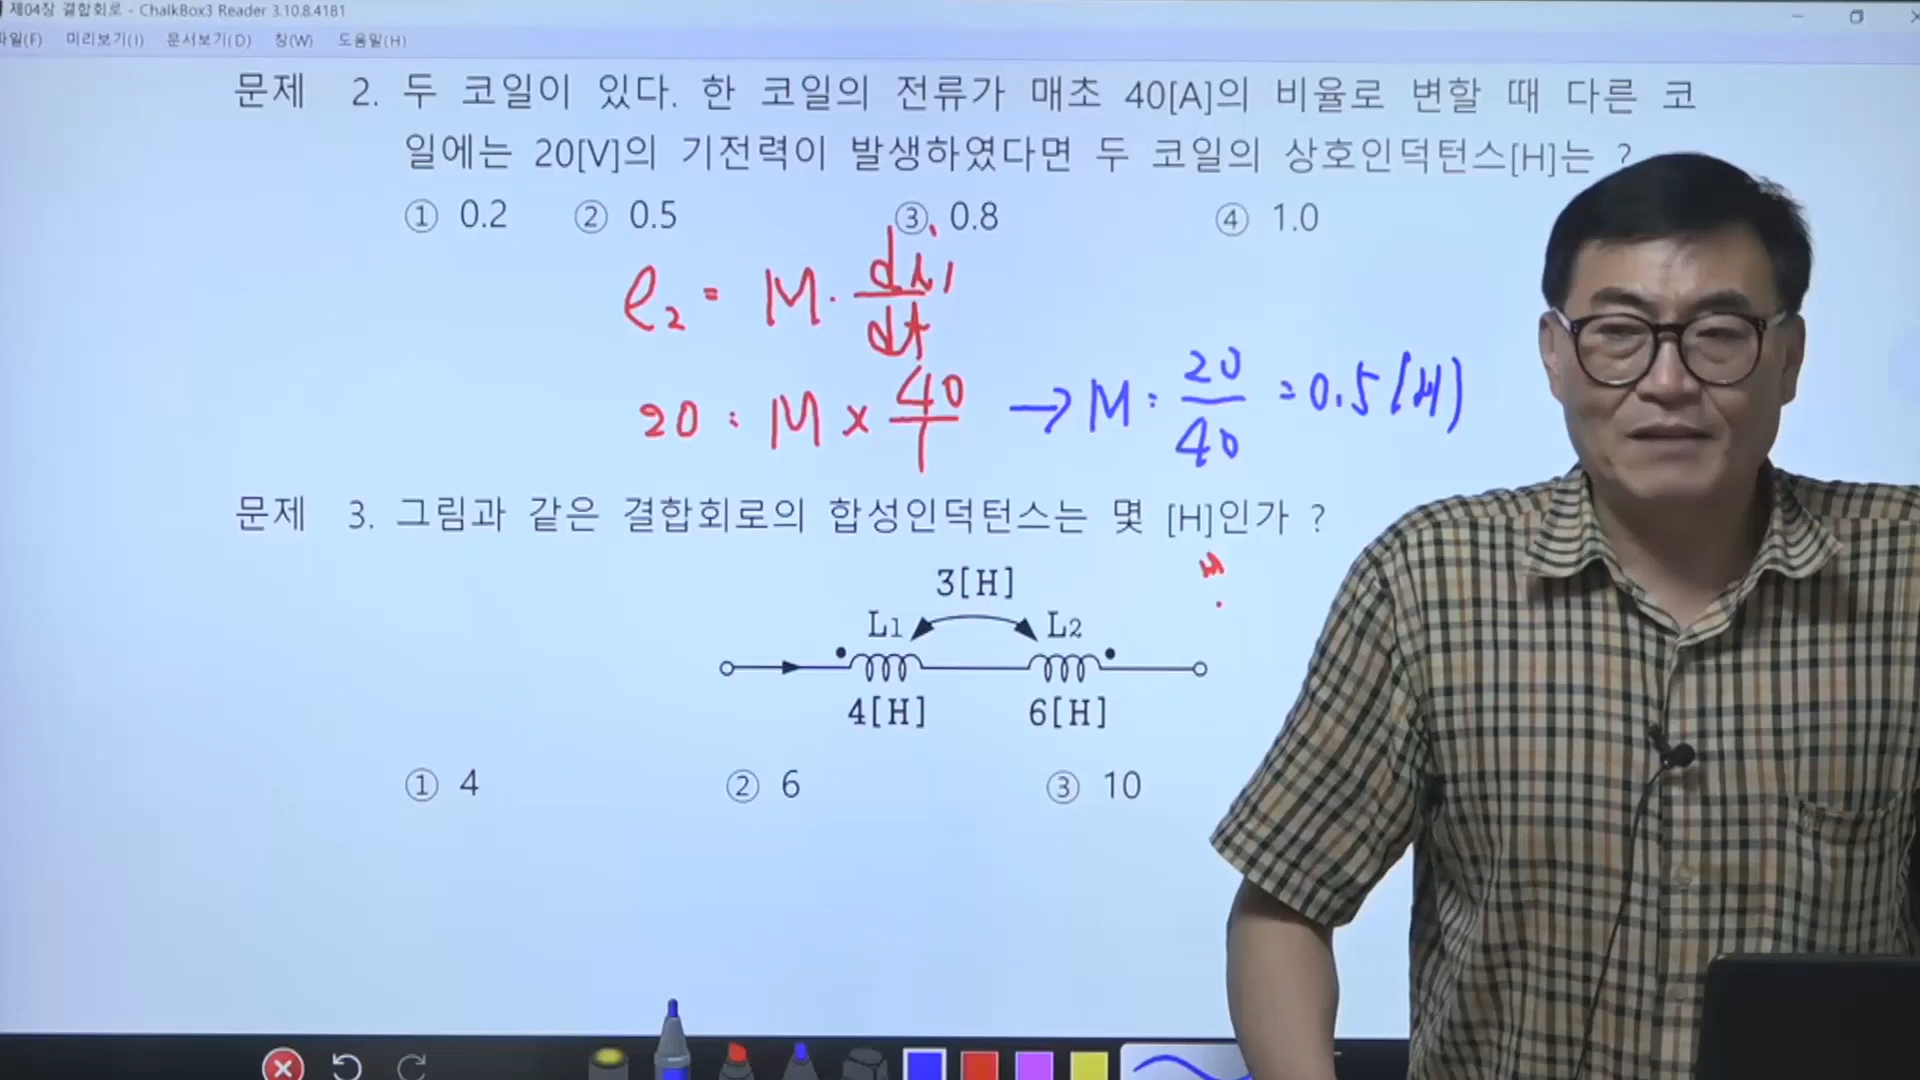 제04장 결합회로 - ChalkBox3 Reader 3.10.8.4181
파일(F) 미리보기(I) 문서보기(D) 창(W) 도움말(H)
문제 2. 두 코일이 있다. 한 코일의 전류가 매초 40[A]의 비율로 변할 때 다른 코
일에는 20[V]의 기전력이 발생하였다면 두 코일의 상호인덕턴스[H]는 ?
① 0.2 ② 0.5 ③ 0.8 ④ 1.0
e₂ = M · di₁/dt
20 = M × 40/1 → M = 20/40 = 0.5 [H]
문제 3. 그림과 같은 결합회로의 합성인덕턴스는 몇 [H]인가 ?
3[H]
L1 L2
4[H] 6[H]
① 4 ② 6 ③ 10